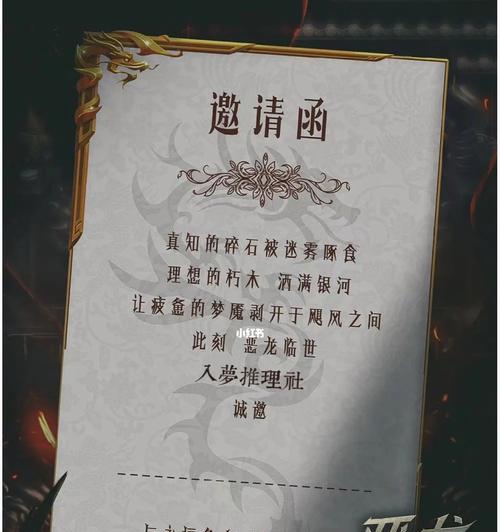 邀请函
真知的碎石被迷雾啄食
理想的朽木 洒满银河
让疲惫的梦魇剥开于飓风之间
小红书
此刻 恶龙临世
入夢推理社
诚邀